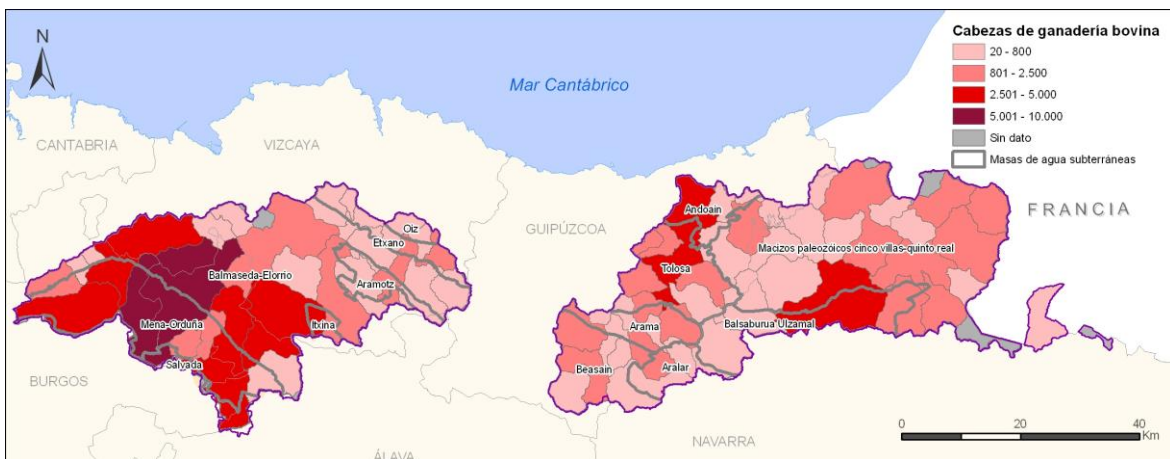 N
Mar Cantábrico
Cabezas de ganadería bovina
20 - 800
801 - 2.500
2.501 - 5.000
5.001 - 10.000
Sin dato
Masas de agua subterráneas
CANTABRIA
VIZCAYA
GUIPÚZCOA
FRANCIA
BURGOS
ÁLAVA
NAVARRA
Oiz
Etxano
Balmaseda-Elorrio
Aramotz
Mena-Orduña
Itxina
Salvada
Andoain
Macizos paleozóicos cinco villas-quinto real
Tolosa
Arama
Balsaburua Ulzamal
Beasain
Aralar
0 20 40
Km